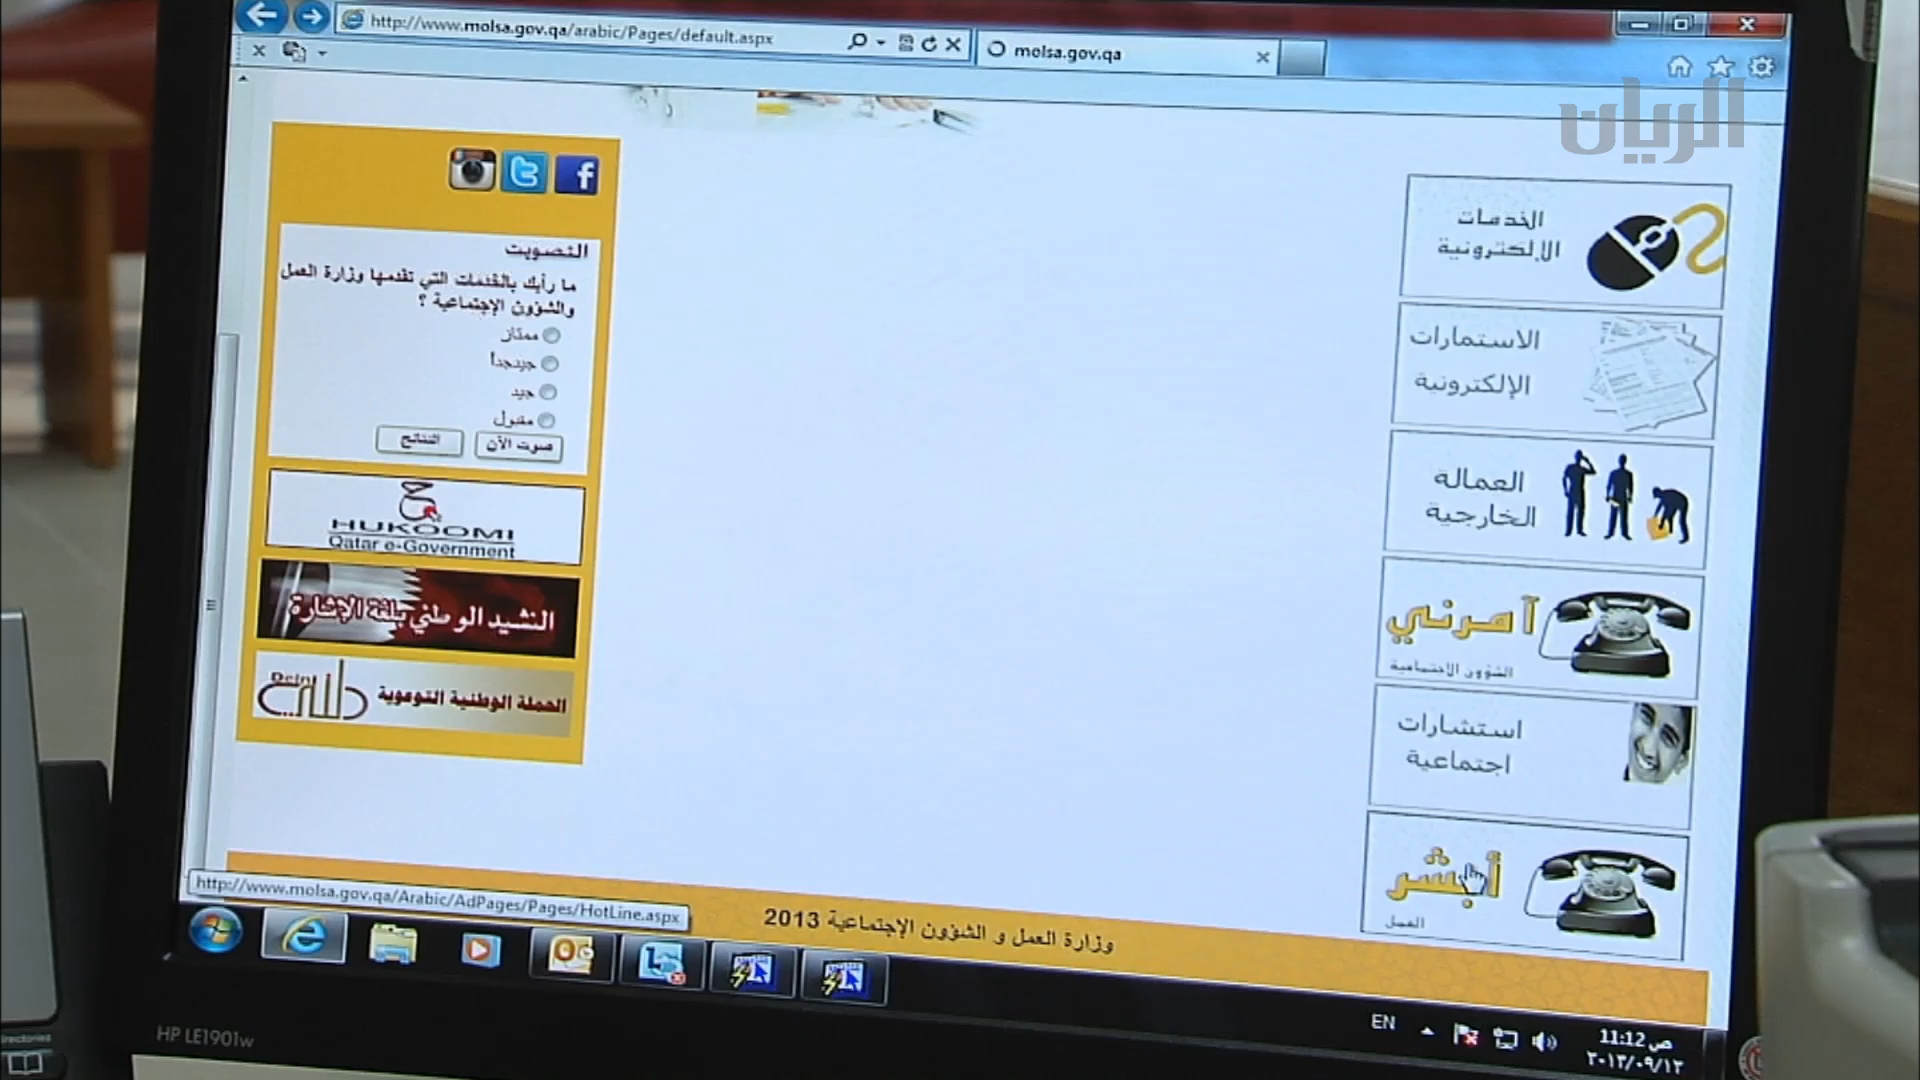 http://www.molsa.gov.qa/arabic/Pages/default.aspx
molsa.gov.qa
الريان
التصويت
ما رأيك بالخدمات التي تقدمها وزارة العمل
والشؤون الإجتماعية ؟
ممتاز
جيدجداً
جيد
مقبول
صوت الآن
النتائج
HUKOOMI
Qatar e-Government
النشيد الوطني بلغة الإشارة
الحملة الوطنية التوعوية
الخدمات
الإلكترونية
الاستمارات
الإلكترونية
العمالة
الخارجية
آمرني
الشؤون الاجتماعية
استشارات
اجتماعية
أبشر
العمل
http://www.molsa.gov.qa/Arabic/AdPages/Pages/HotLine.aspx
وزارة العمل و الشؤون الإجتماعية 2013
EN
11:12 ص
٢٠١٣/٠٩/١٢
HP LE1901w